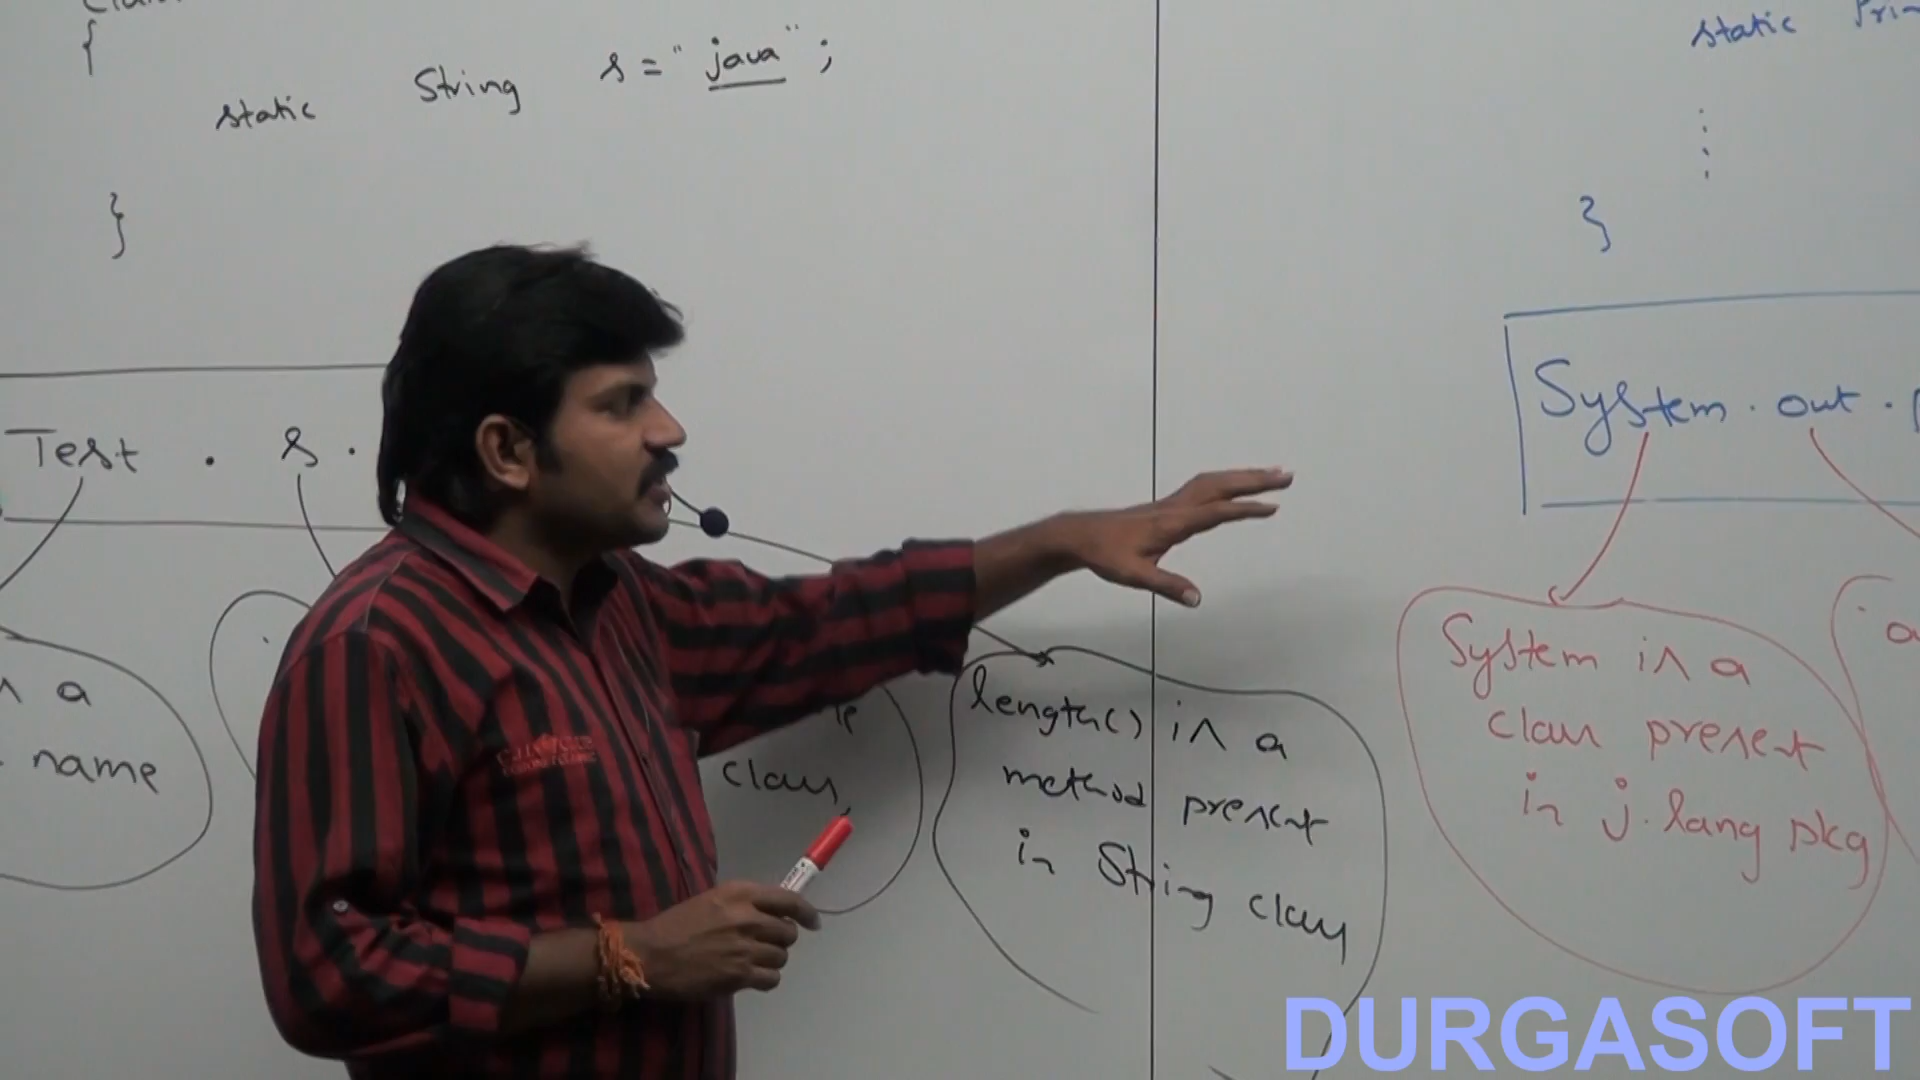 {
static String s = "java" ;
}
Test . s .
a
name
class,
length() is a
method present
in String class
static
}
System . out .
System is a
class present
in j.lang pkg
DURGASOFT